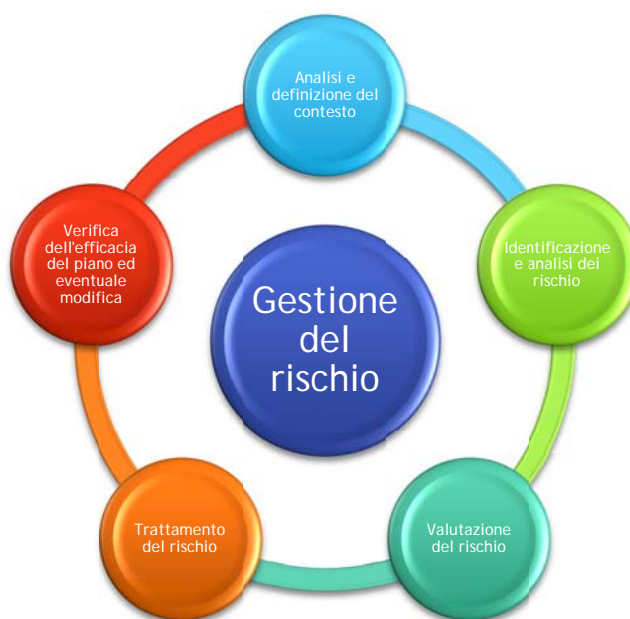 Analisi e
definizione del
contesto
Identificazione
e analisi dei
rischio
Valutazione
del rischio
Trattamento
del rischio
Verifica
dell'efficacia
del piano ed
eventuale
modifica
Gestione
del
rischio